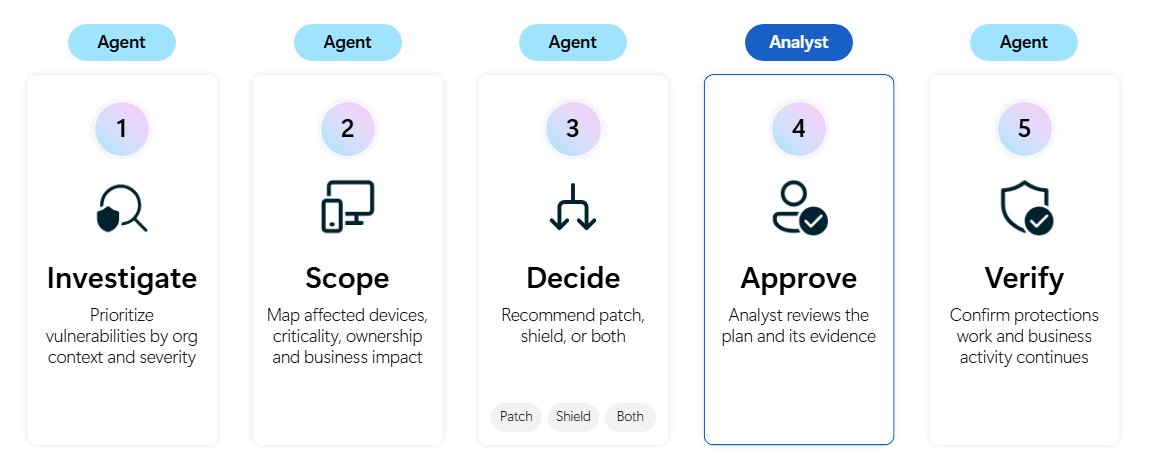 Agent
1
Investigate
Prioritize
vulnerabilities by org
context and severity
Agent
2
Scope
Map affected devices,
criticality, ownership
and business impact
Agent
3
Decide
Recommend patch,
shield, or both
Patch
Shield
Both
Analyst
4
Approve
Analyst reviews the
plan and its evidence
Agent
5
Verify
Confirm protections
work and business
activity continues